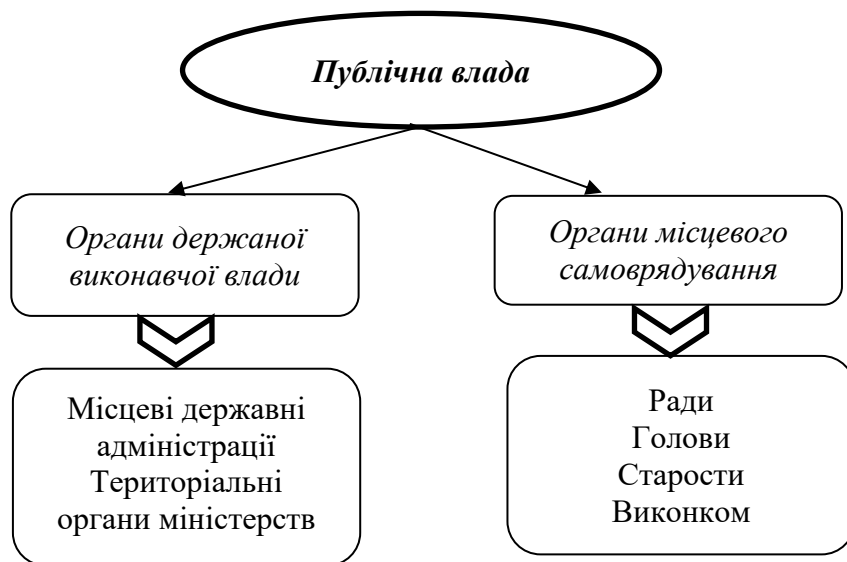 Публічна влада
Органи держаної
виконавчої влади
Органи місцевого
самоврядування
Місцеві державні
адміністрації
Територіальні
органи міністерств
Ради
Голови
Старости
Виконком